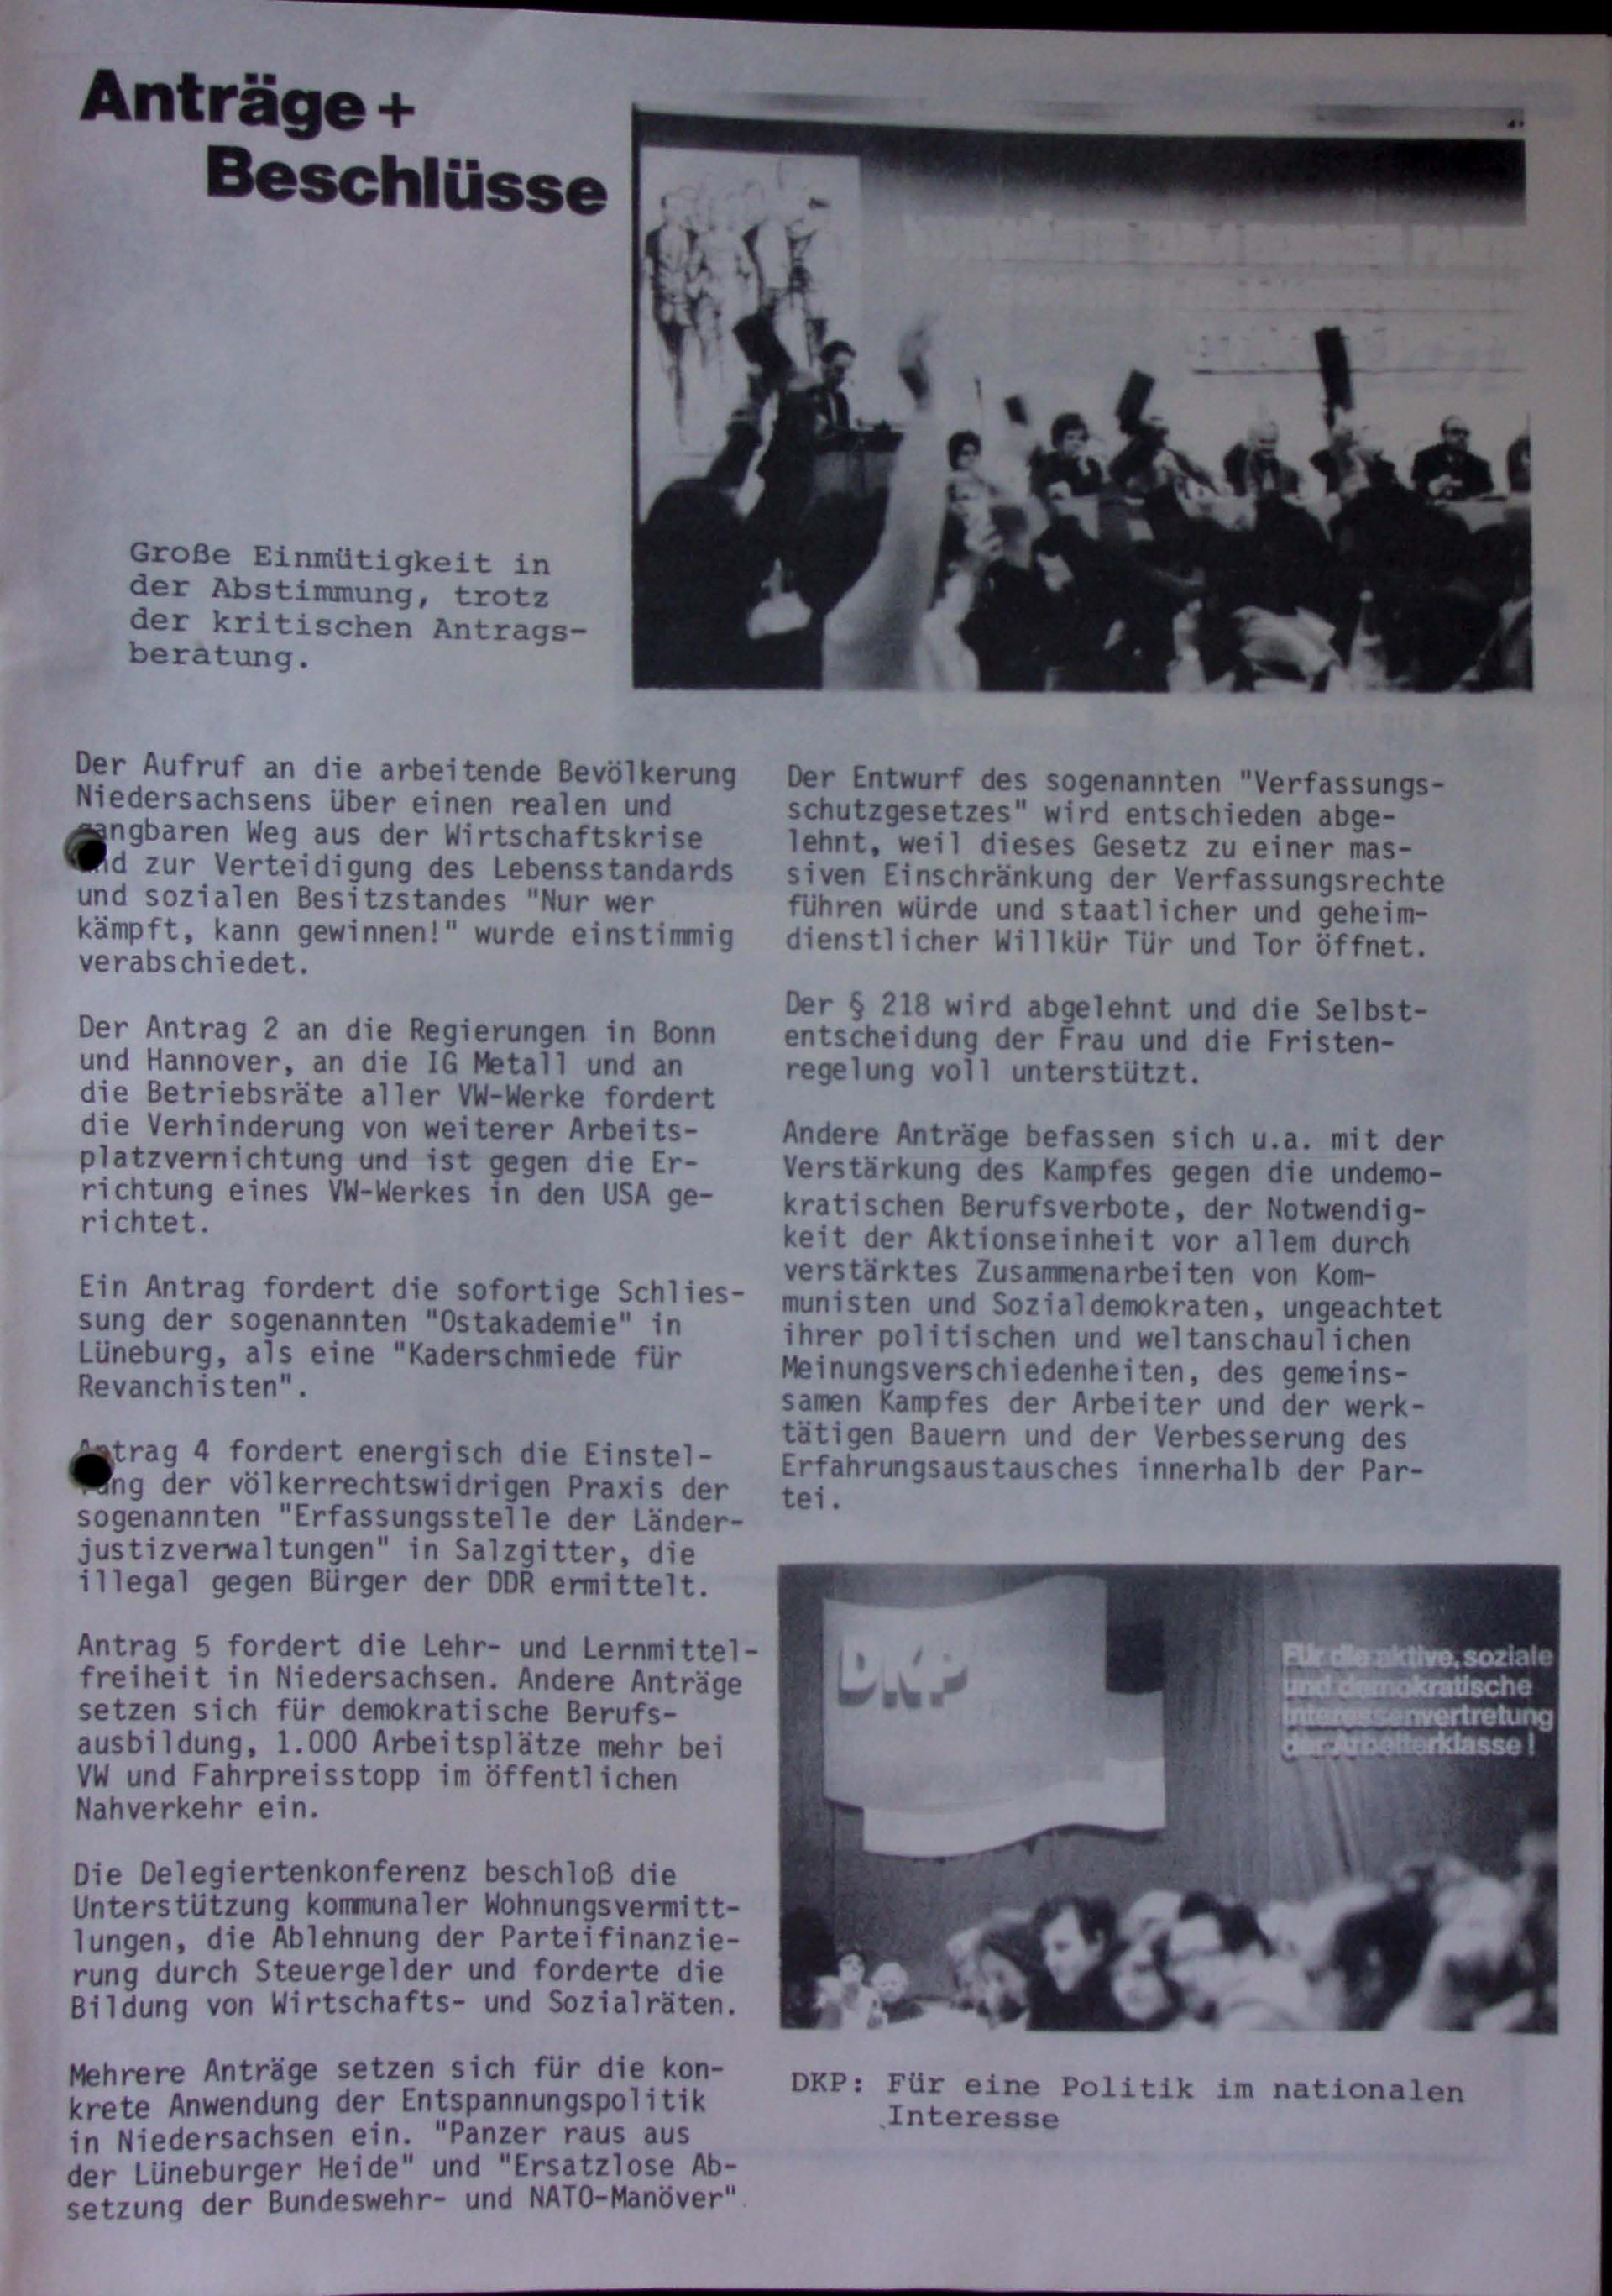 Anträge +
Beschlüsse
Große Einmütigkeit in
der Abstimmung, trotz
der kritischen Antrags-
beratung.
Der Aufruf an die arbeitende Bevölkerung
Niedersachsens über einen realen und
gangbaren Weg aus der Wirtschaftskrise
und zur Verteidigung des Lebensstandards
und sozialen Besitzstandes "Nur wer
kämpft, kann gewinnen!" wurde einstimmig
verabschiedet.
Der Antrag 2 an die Regierungen in Bonn
und Hannover, an die IG Metall und an
die Betriebsräte aller VW-Werke fordert
die Verhinderung von weiterer Arbeits-
platzvernichtung und ist gegen die Er-
richtung eines VW-Werkes in den USA ge-
richtet.
Ein Antrag fordert die sofortige Schlies-
sung der sogenannten "Ostakademie" in
Lüneburg, als eine "Kaderschmiede für
Revanchisten".
Antrag 4 fordert energisch die Einstel-
lung der völkerrechtswidrigen Praxis der
sogenannten "Erfassungsstelle der Länder-
justizverwaltungen" in Salzgitter, die
illegal gegen Bürger der DDR ermittelt.
Antrag 5 fordert die Lehr- und Lernmittel-
freiheit in Niedersachsen. Andere Anträge
setzen sich für demokratische Berufs-
ausbildung, 1.000 Arbeitsplätze mehr bei
VW und Fahrpreisstopp im öffentlichen
Nahverkehr ein.
Die Delegiertenkonferenz beschloß die
Unterstützung kommunaler Wohnungsvermitt-
lungen, die Ablehnung der Parteifinanzie-
rung durch Steuergelder und forderte die
Bildung von Wirtschafts- und Sozialräten.
Mehrere Anträge setzen sich für die kon-
krete Anwendung der Entspannungspolitik
in Niedersachsen ein. "Panzer raus aus
der Lüneburger Heide" und "Ersatzlose Ab-
setzung der Bundeswehr- und NATO-Manöver".
Der Entwurf des sogenannten "Verfassungs-
schutzgesetzes" wird entschieden abge-
lehnt, weil dieses Gesetz zu einer mas-
siven Einschränkung der Verfassungsrechte
führen würde und staatlicher und geheim-
dienstlicher Willkür Tür und Tor öffnet.
Der § 218 wird abgelehnt und die Selbst-
entscheidung der Frau und die Fristen-
regelung voll unterstützt.
Andere Anträge befassen sich u.a. mit der
Verstärkung des Kampfes gegen die undemo-
kratischen Berufsverbote, der Notwendig-
keit der Aktionseinheit vor allem durch
verstärktes Zusammenarbeiten von Kom-
munisten und Sozialdemokraten, ungeachtet
ihrer politischen und weltanschaulichen
Meinungsverschiedenheiten, des gemeins-
samen Kampfes der Arbeiter und der werk-
tätigen Bauern und der Verbesserung des
Erfahrungsaustausches innerhalb der Par-
tei.
DKP
Für die aktive, soziale
und demokratische
Interessenvertretung
der Arbeiterklasse!
DKP: Für eine Politik im nationalen
Interesse